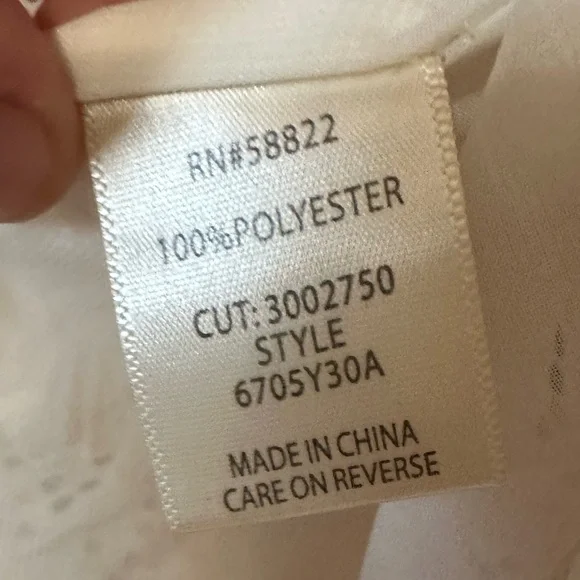 RN#58822
100%POLYESTER
CUT: 3002750
STYLE
6705Y30A
MADE IN CHINA
CARE ON REVERSE